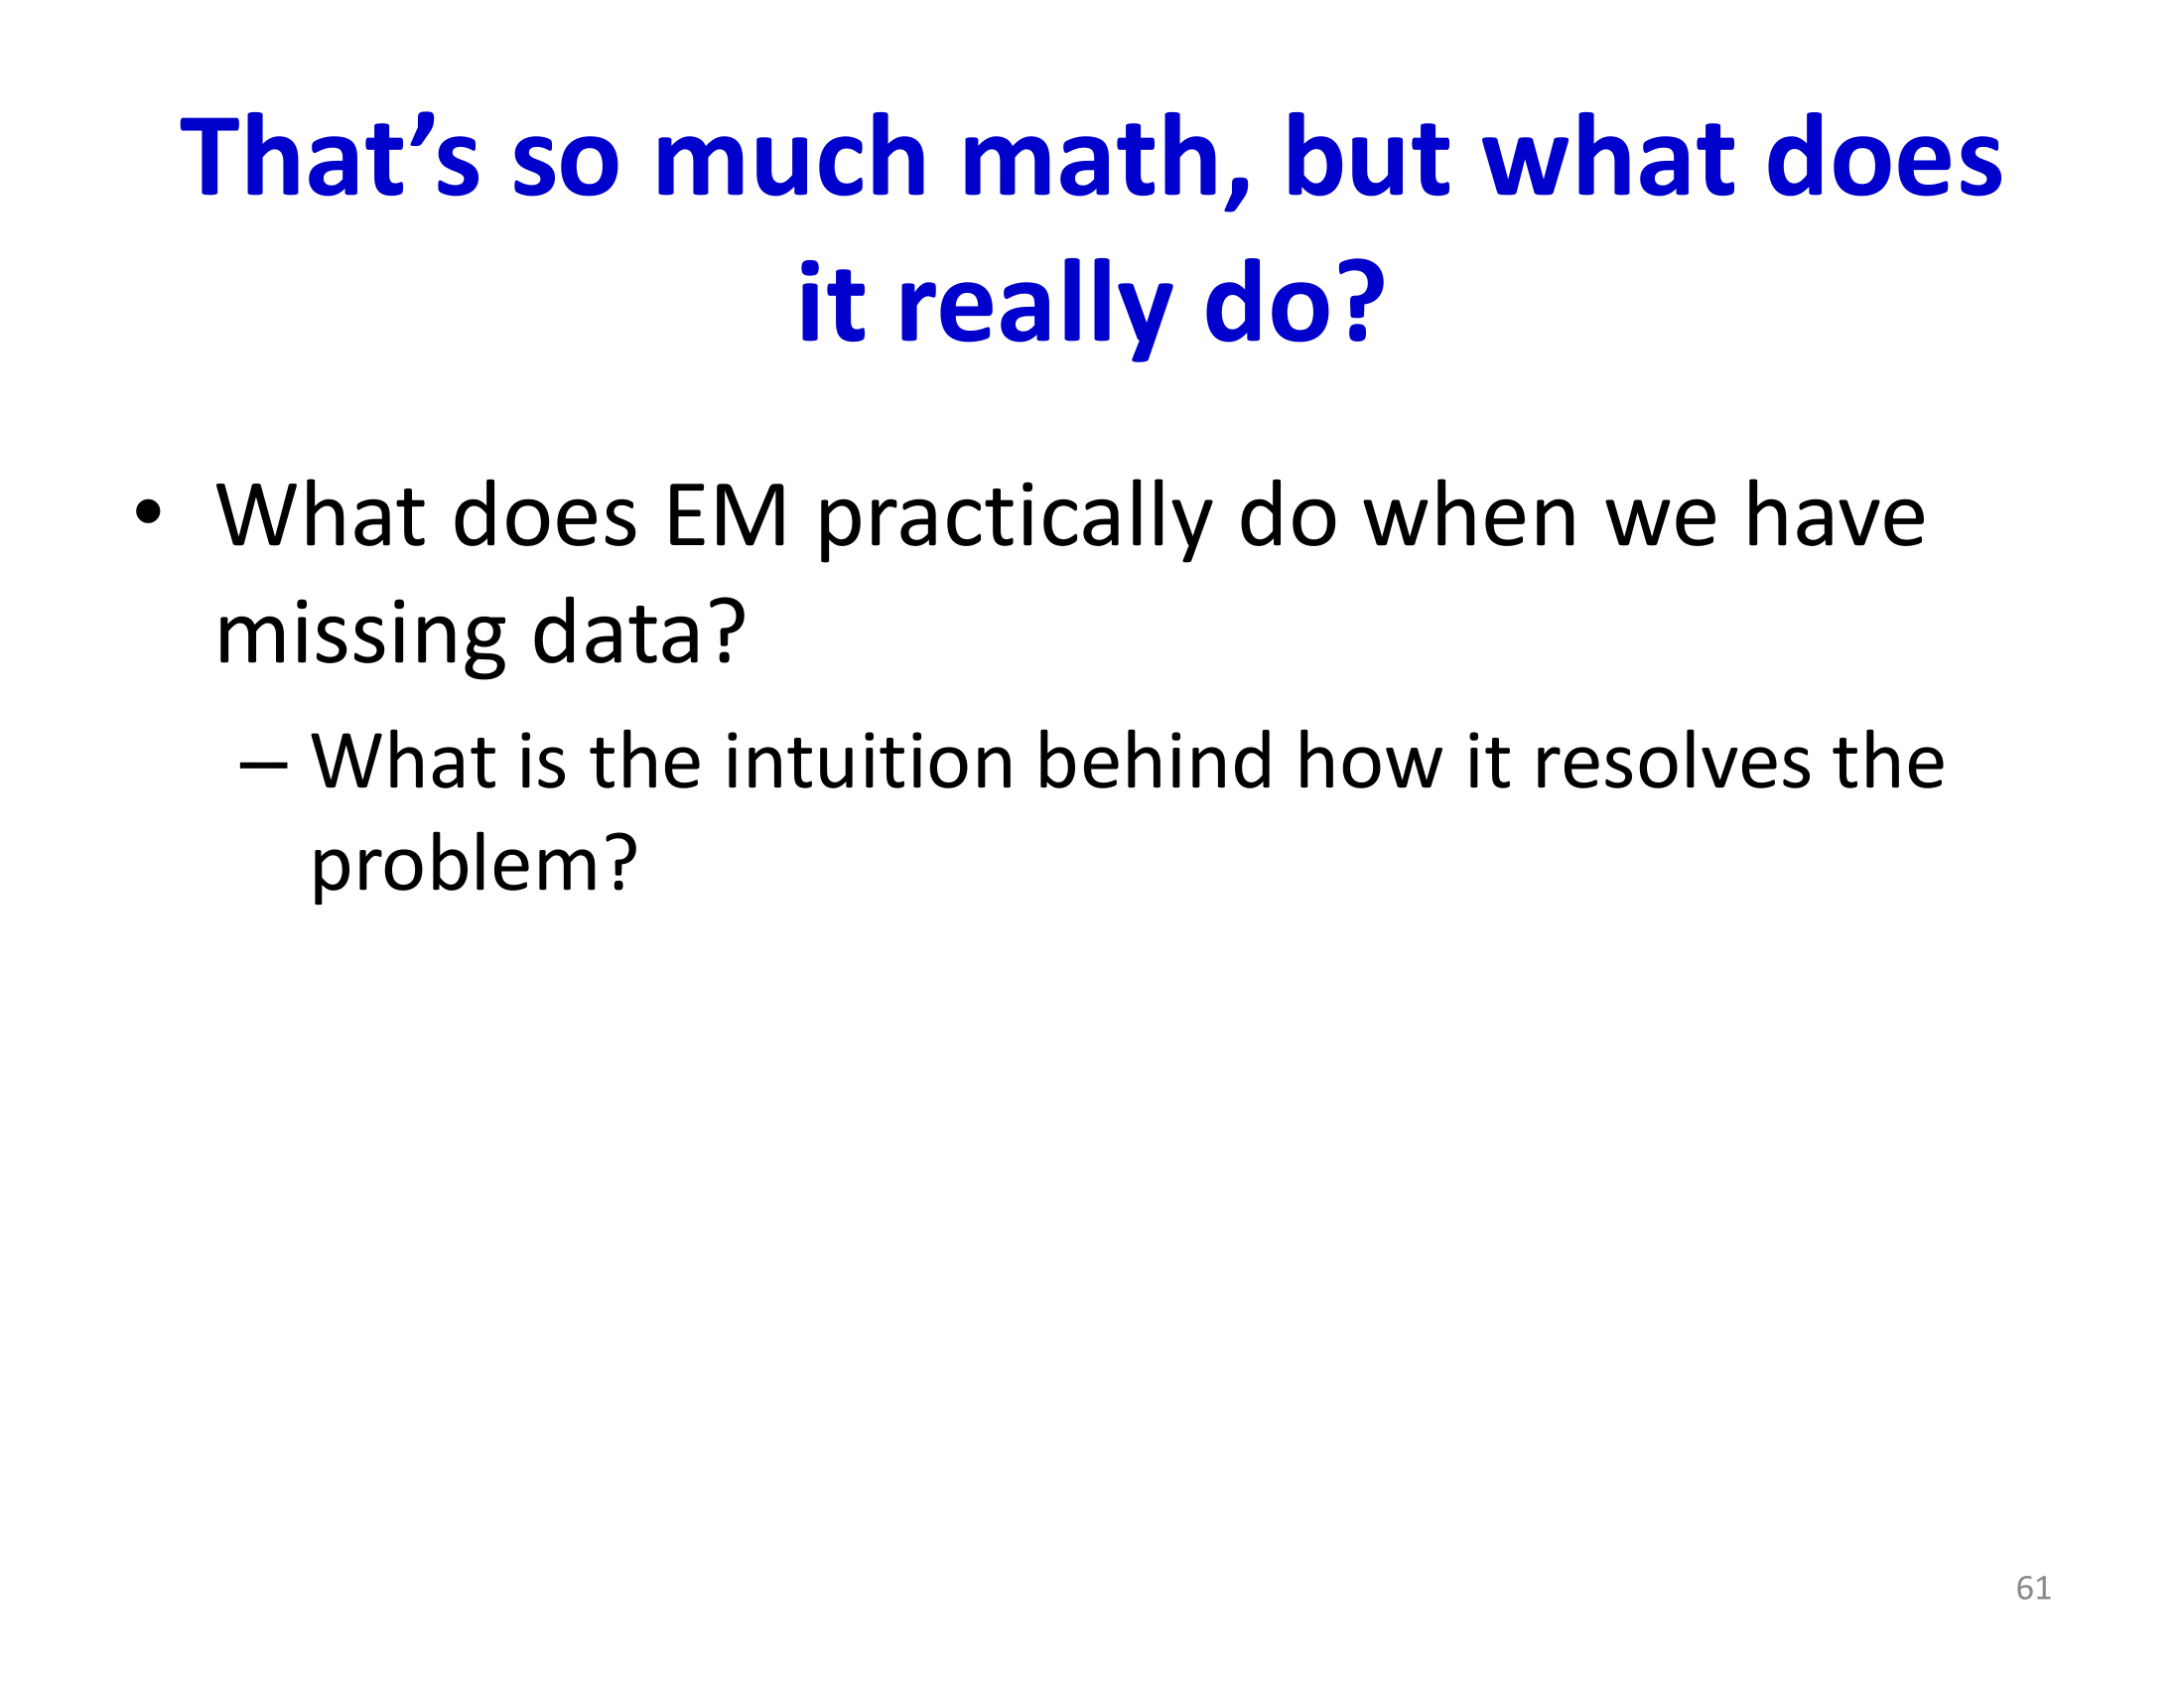 That’s so much math, but what does
it really do?
• What does EM practically do when we have
missing data?
– What is the intuition behind how it resolves the
problem?
61